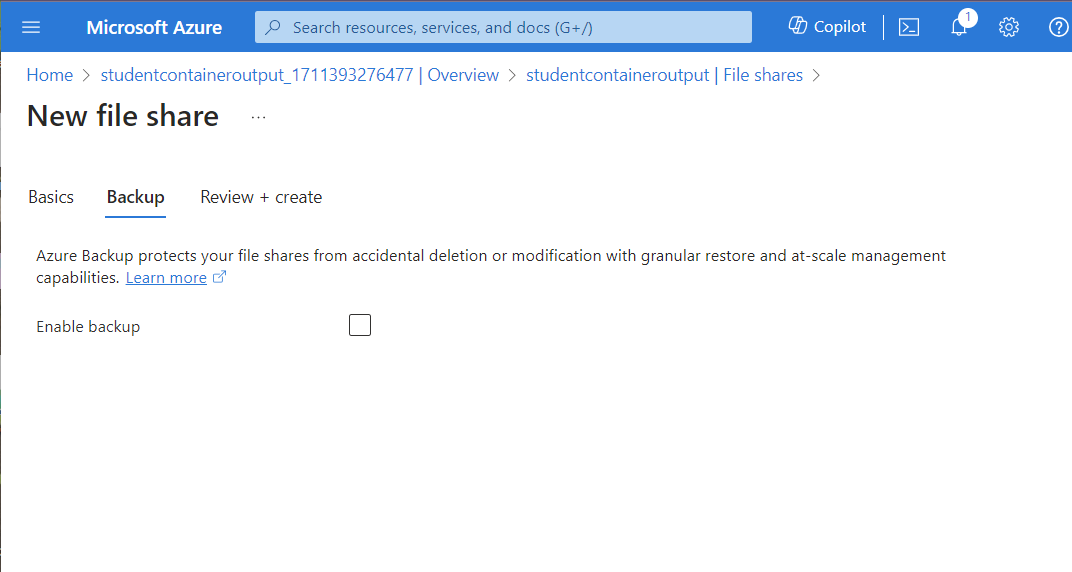 Microsoft Azure
Search resources, services, and docs (G+/)
Copilot
1
Home > studentcontaineroutput_1711393276477 | Overview > studentcontaineroutput | File shares >
New file share ...
Basics Backup Review + create
Azure Backup protects your file shares from accidental deletion or modification with granular restore and at-scale management
capabilities. Learn more
Enable backup